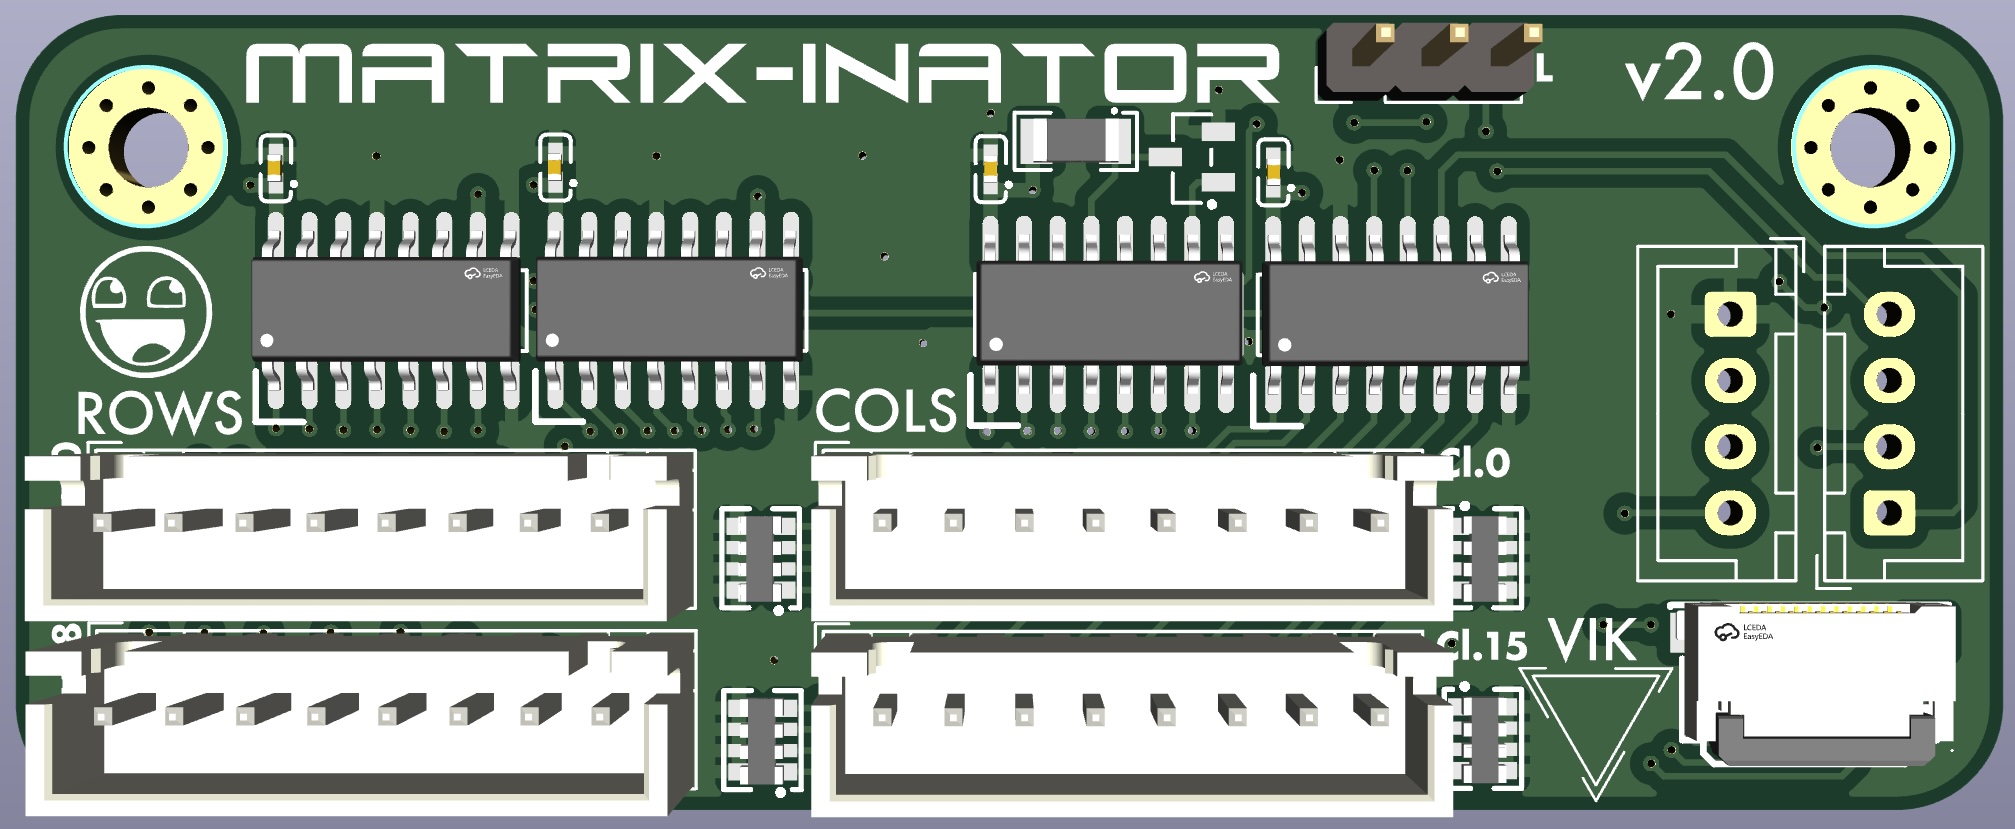 MATRIX-INATOR
L
v2.0
LCEDA
EasyEDA
LCEDA
EasyEDA
LCEDA
EasyEDA
LCEDA
EasyEDA
ROWS
COLS
Cl.0
8
Cl.15
VIK
LCEDA
EasyEDA